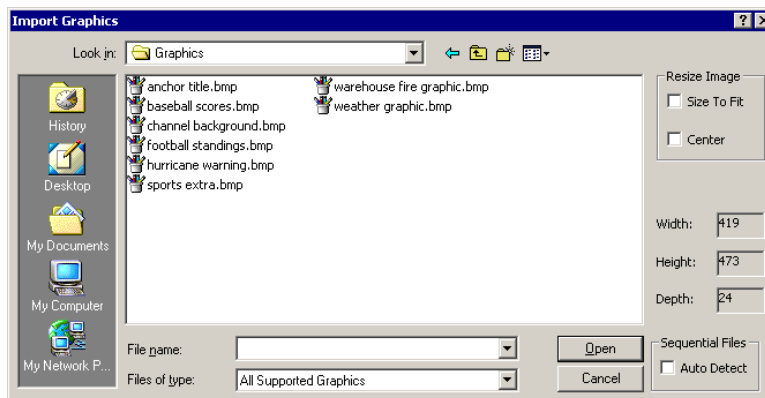 Import Graphics
Look in: Graphics
History
Desktop
My Documents
My Computer
My Network P...
anchor title.bmp
baseball scores.bmp
channel background.bmp
football standings.bmp
hurricane warning.bmp
sports extra.bmp
warehouse fire graphic.bmp
weather graphic.bmp
Resize Image
Size To Fit
Center
Width: 419
Height: 473
Depth: 24
File name:
Open
Files of type: All Supported Graphics
Cancel
Sequential Files
Auto Detect